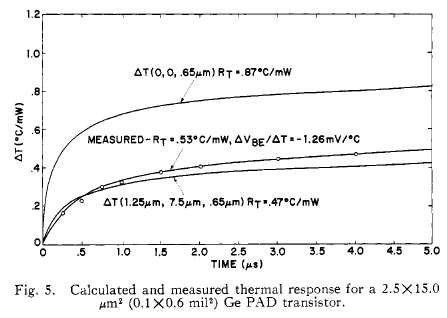 1.2
1.0
.8
.6
.4
.2
0
ΔT(°C/mW)
ΔT(0,0,.65μm) RT=.87°C/mW
MEASURED-RT=.53°C/mW, ΔVBE/ΔT=-1.26mV/°C
ΔT(1.25μm, 7.5μm, .65μm) RT=.47°C/mW
0 .5 1.0 1.5 2.0 2.5 3.0 3.5 4.0 4.5 5.0
TIME (μs)
Fig. 5. Calculated and measured thermal response for a 2.5×15.0
μm² (0.1×0.6 mil²) Ge PAD transistor.